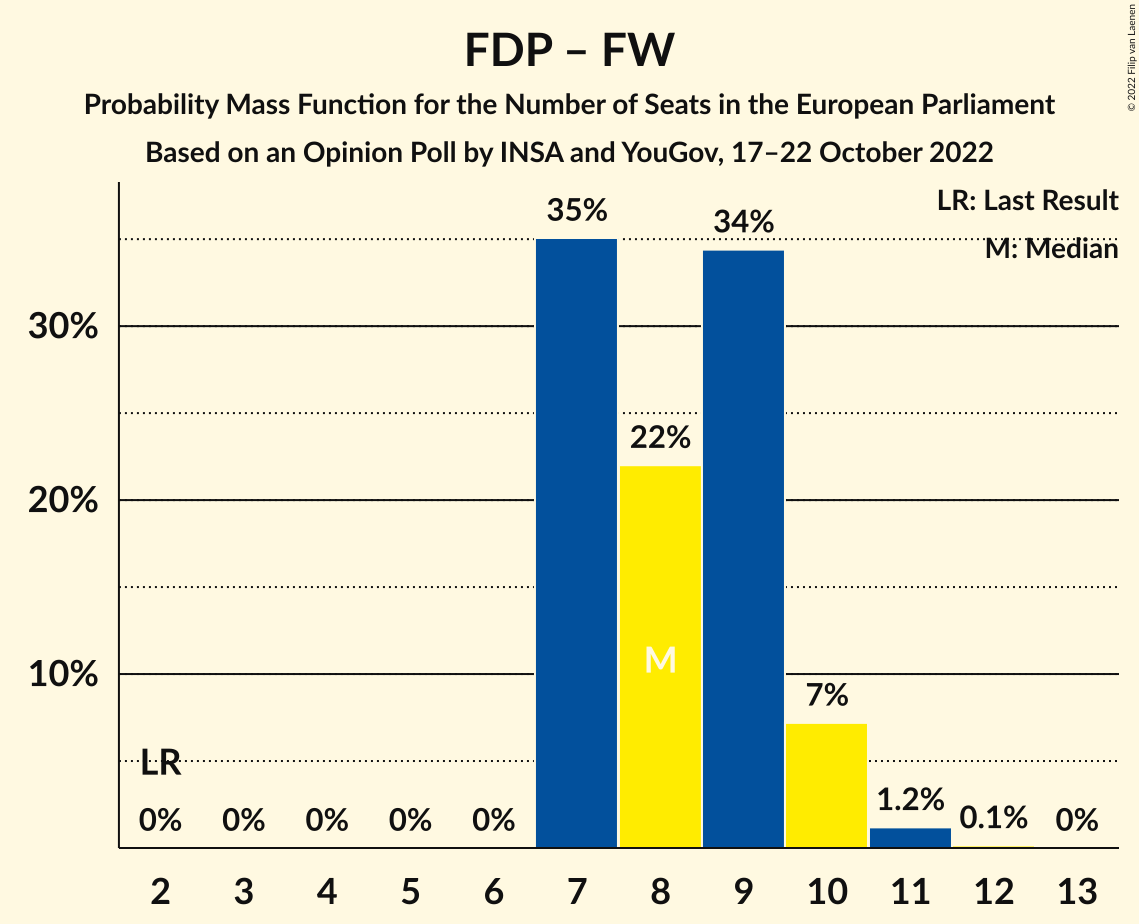 FDP – FW
Probability Mass Function for the Number of Seats in the European Parliament
Based on an Opinion Poll by INSA and YouGov, 17–22 October 2022
© 2022 Filip van Laenen
LR: Last Result
M: Median
35%
34%
30%
22%
20%
M
10%
7%
LR
1.2%
0% 0% 0% 0% 0% 0.1% 0%
2 3 4 5 6 7 8 9 10 11 12 13